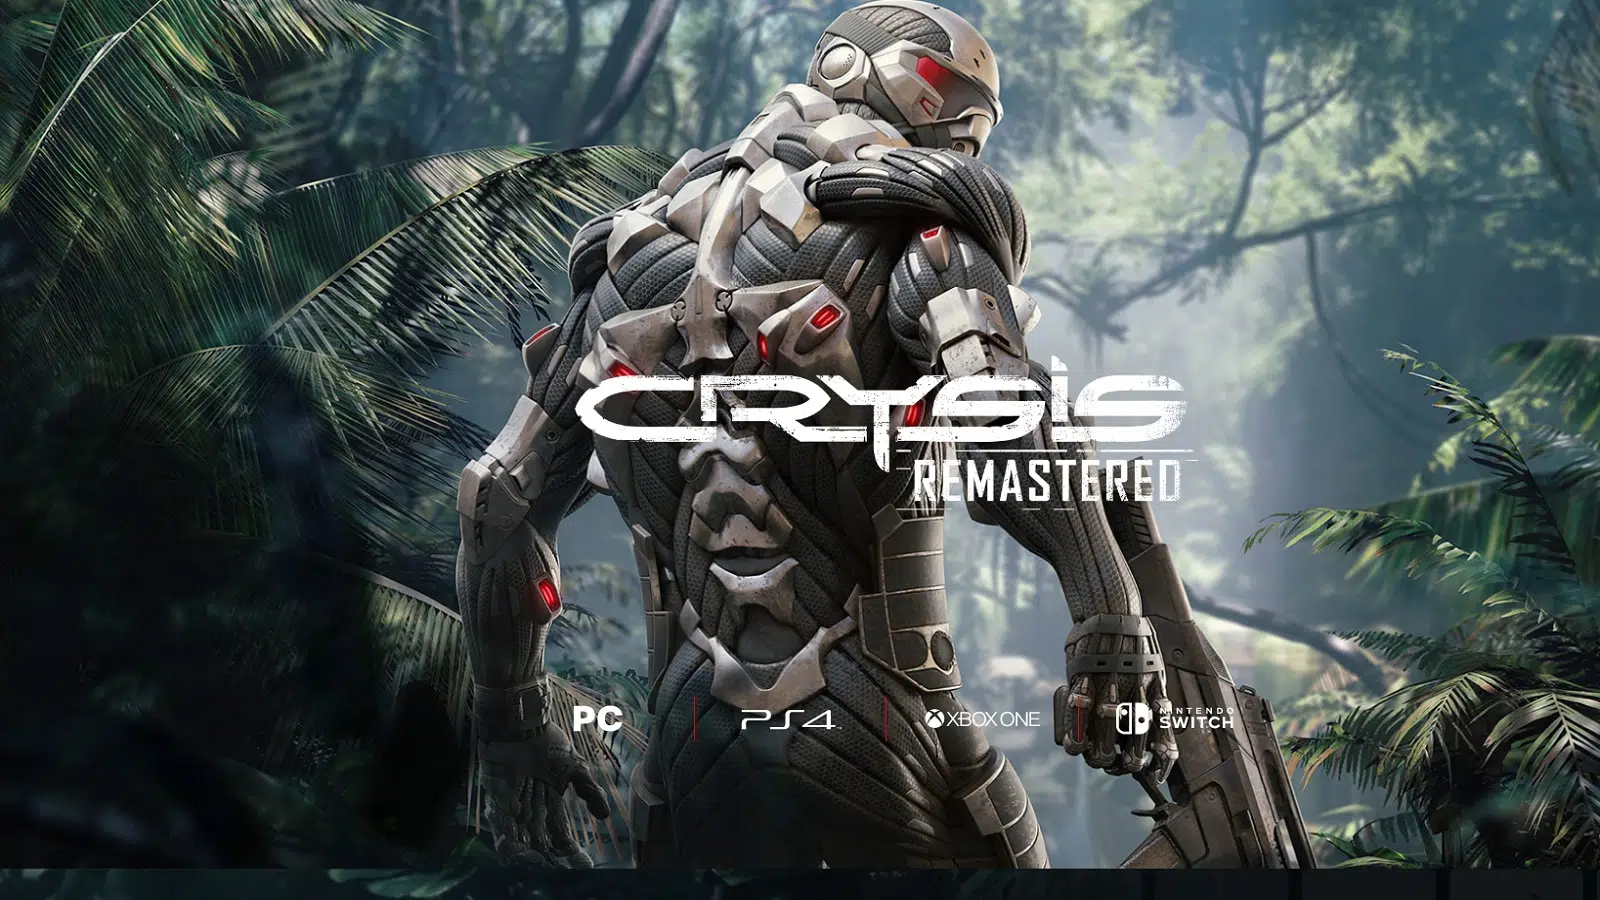 CRYSIS
REMASTERED
PC
PS4
XBOX ONE
NINTENDO
SWITCH